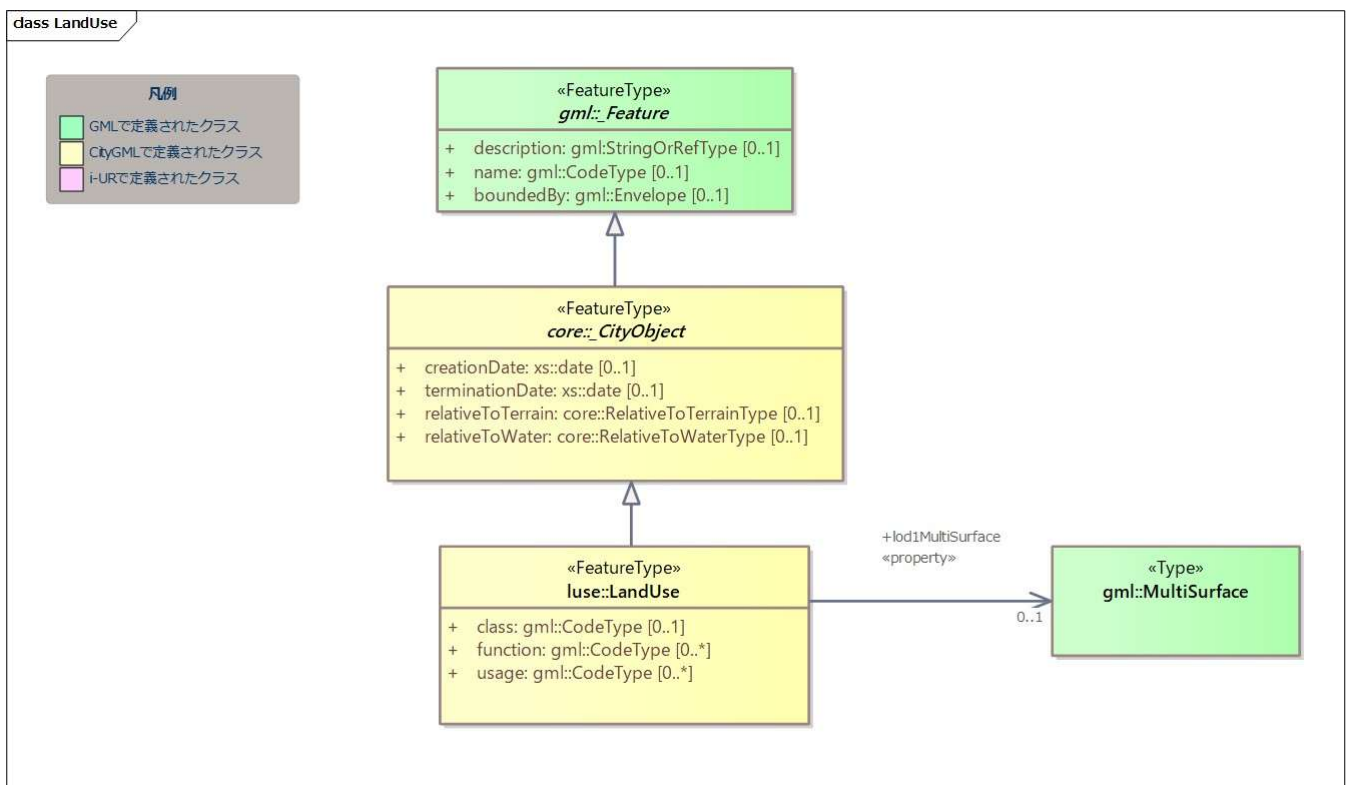 class LandUse
凡例
GMLで定義されたクラス
CityGMLで定義されたクラス
i-URで定義されたクラス
«FeatureType»
gml::_Feature
+ description: gml:StringOrRefType [0..1]
+ name: gml::CodeType [0..1]
+ boundedBy: gml::Envelope [0..1]
«FeatureType»
core::_CityObject
+ creationDate: xs::date [0..1]
+ terminationDate: xs::date [0..1]
+ relativeToTerrain: core::RelativeToTerrainType [0..1]
+ relativeToWater: core::RelativeToWaterType [0..1]
«FeatureType»
luse::LandUse
+ class: gml::CodeType [0..1]
+ function: gml::CodeType [0..*]
+ usage: gml::CodeType [0..*]
+lod1MultiSurface
«property»
0..1
«Type»
gml::MultiSurface